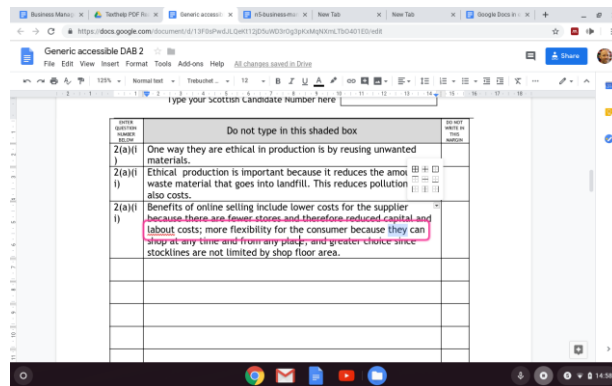 Business Manag
Texthelp PDF Re
Generic accessib
n5-business-ma
New Tab
New Tab
Google Docs in
https://docs.google.com/document/d/
Generic accessible DAB 2
Share
File Edit View Insert Format Tools Add-ons Help All changes saved in Drive
125% Normal text Trebuchet ... 12 B I U A
Type your Scottish Candidate Number here
ENTER QUESTION NUMBER BELOW
Do not type in this shaded box
DO NOT WRITE IN THIS MARGIN
2(a)(i One way they are ethical in production is by reusing unwanted
) materials.
2(a)(i Ethical production is important because it reduces the amou
i) waste material that goes into landfill. This reduces pollution
also costs.
2(a)(i Benefits of online selling include lower costs for the supplier
i) because there are fewer stores and therefore reduced capital and
labout costs; more flexibility for the consumer because they can
shop at any time and from any place, and greater choice since
stocklines are not limited by shop floor area.
14:58